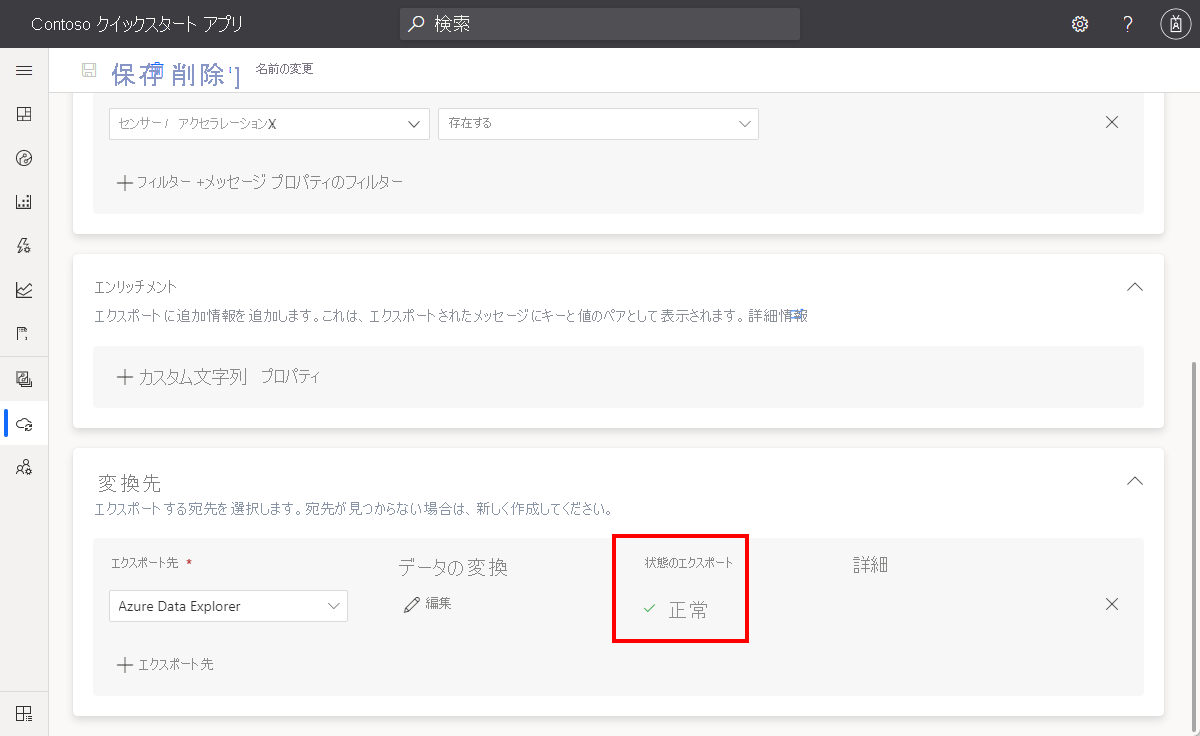 Contoso クイックスタート アプリ
検索
保存 削除
名前の変更
センサー / アクセラレーションX
存在する
フィルター +メッセージ プロパティのフィルター
エンリッチメント
エクスポートに追加情報を追加します。これは、エクスポートされたメッセージにキーと値のペアとして表示されます。詳細情報
カスタム文字列 プロパティ
変換先
エクスポートする宛先を選択します。宛先が見つからない場合は、新しく作成してください。
エクスポート先 *
データの変換
状態のエクスポート
詳細
Azure Data Explorer
編集
正常
エクスポート先